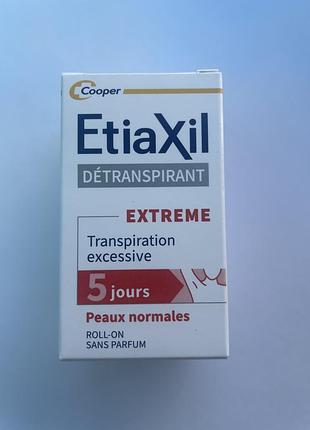 Cooper
EtiaXil
DÉTRANSPIRANT
EXTREME
Transpiration
excessive
5 jours
Peaux normales
ROLL-ON
SANS PARFUM